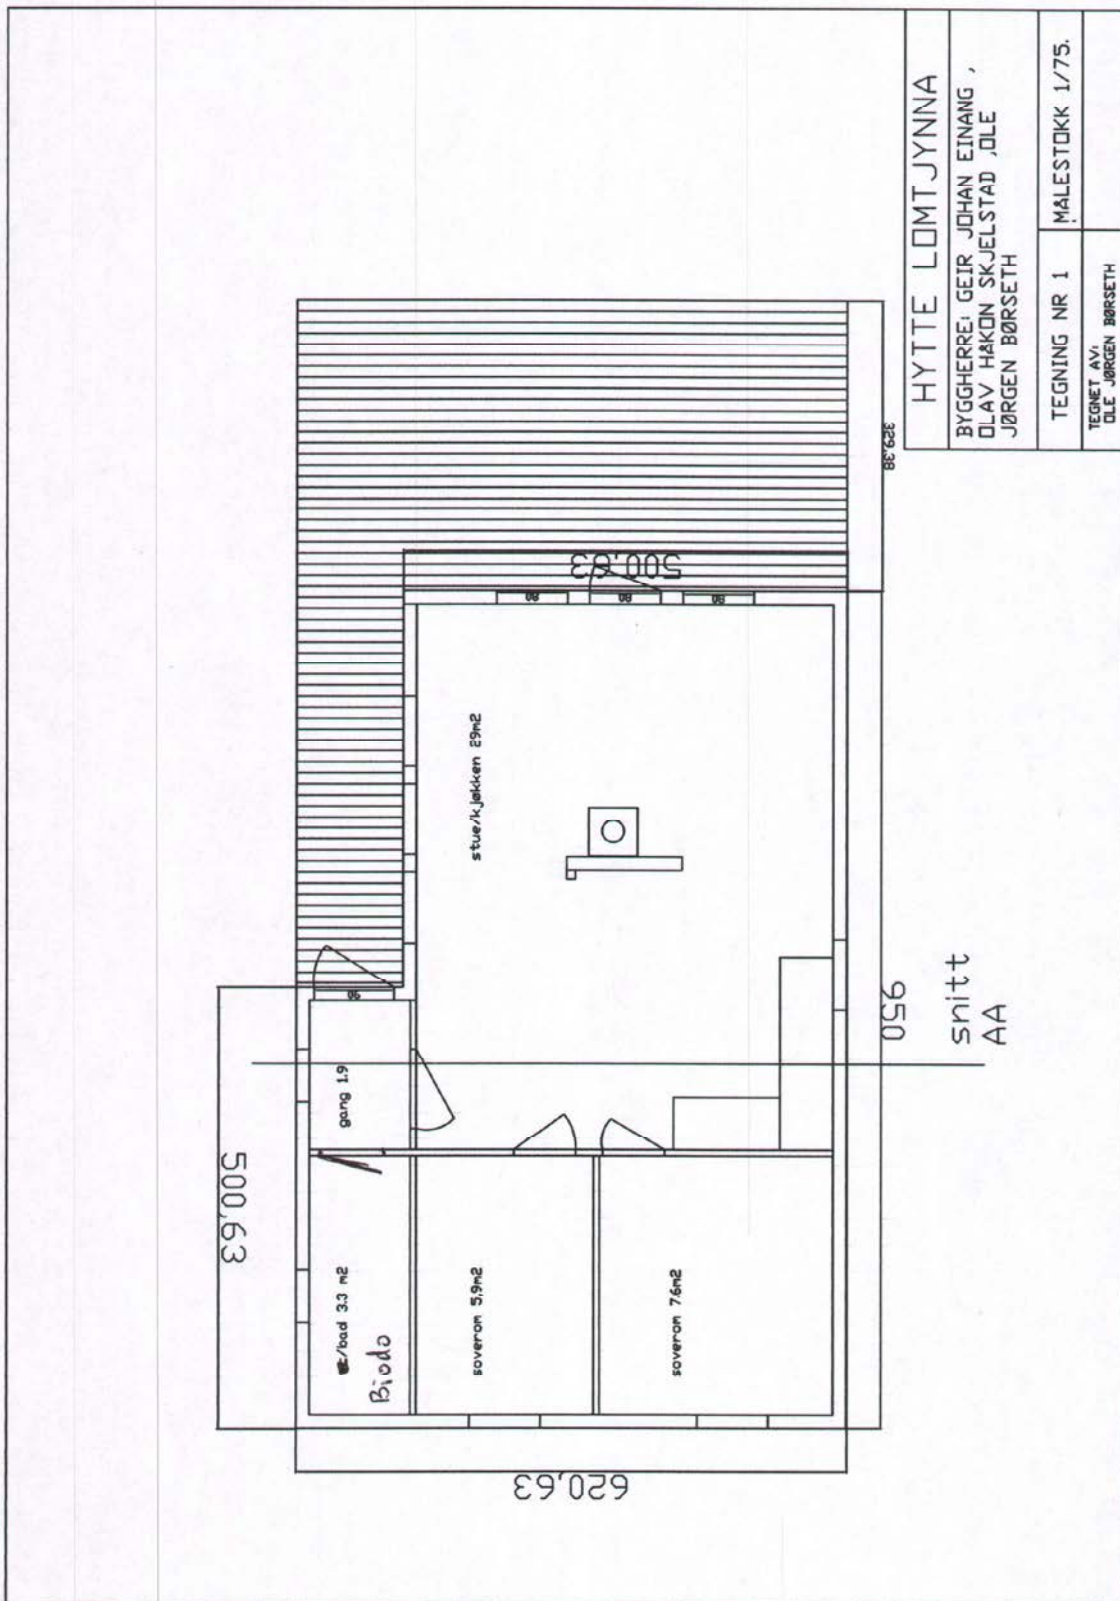 HYTTE LOMTJYNNA
BYGGHERRE: GEIR JOHAN EINANG ,
OLAV HÅKON SKJELSTAD ,OLE
JØRGEN BØRSETH
TEGNING NR 1
MALESTOKK 1/75.
TEGNET AV:
OLE JØRGEN BØRSETH
500,63
620,63
500,63
950
329,38
snitt
AA
/bad 3.3 m2
Biodo
gang 1.9
90
soverom 5,9m2
soverom 7.6m2
stue/kjøkken 29m2
80
80
80